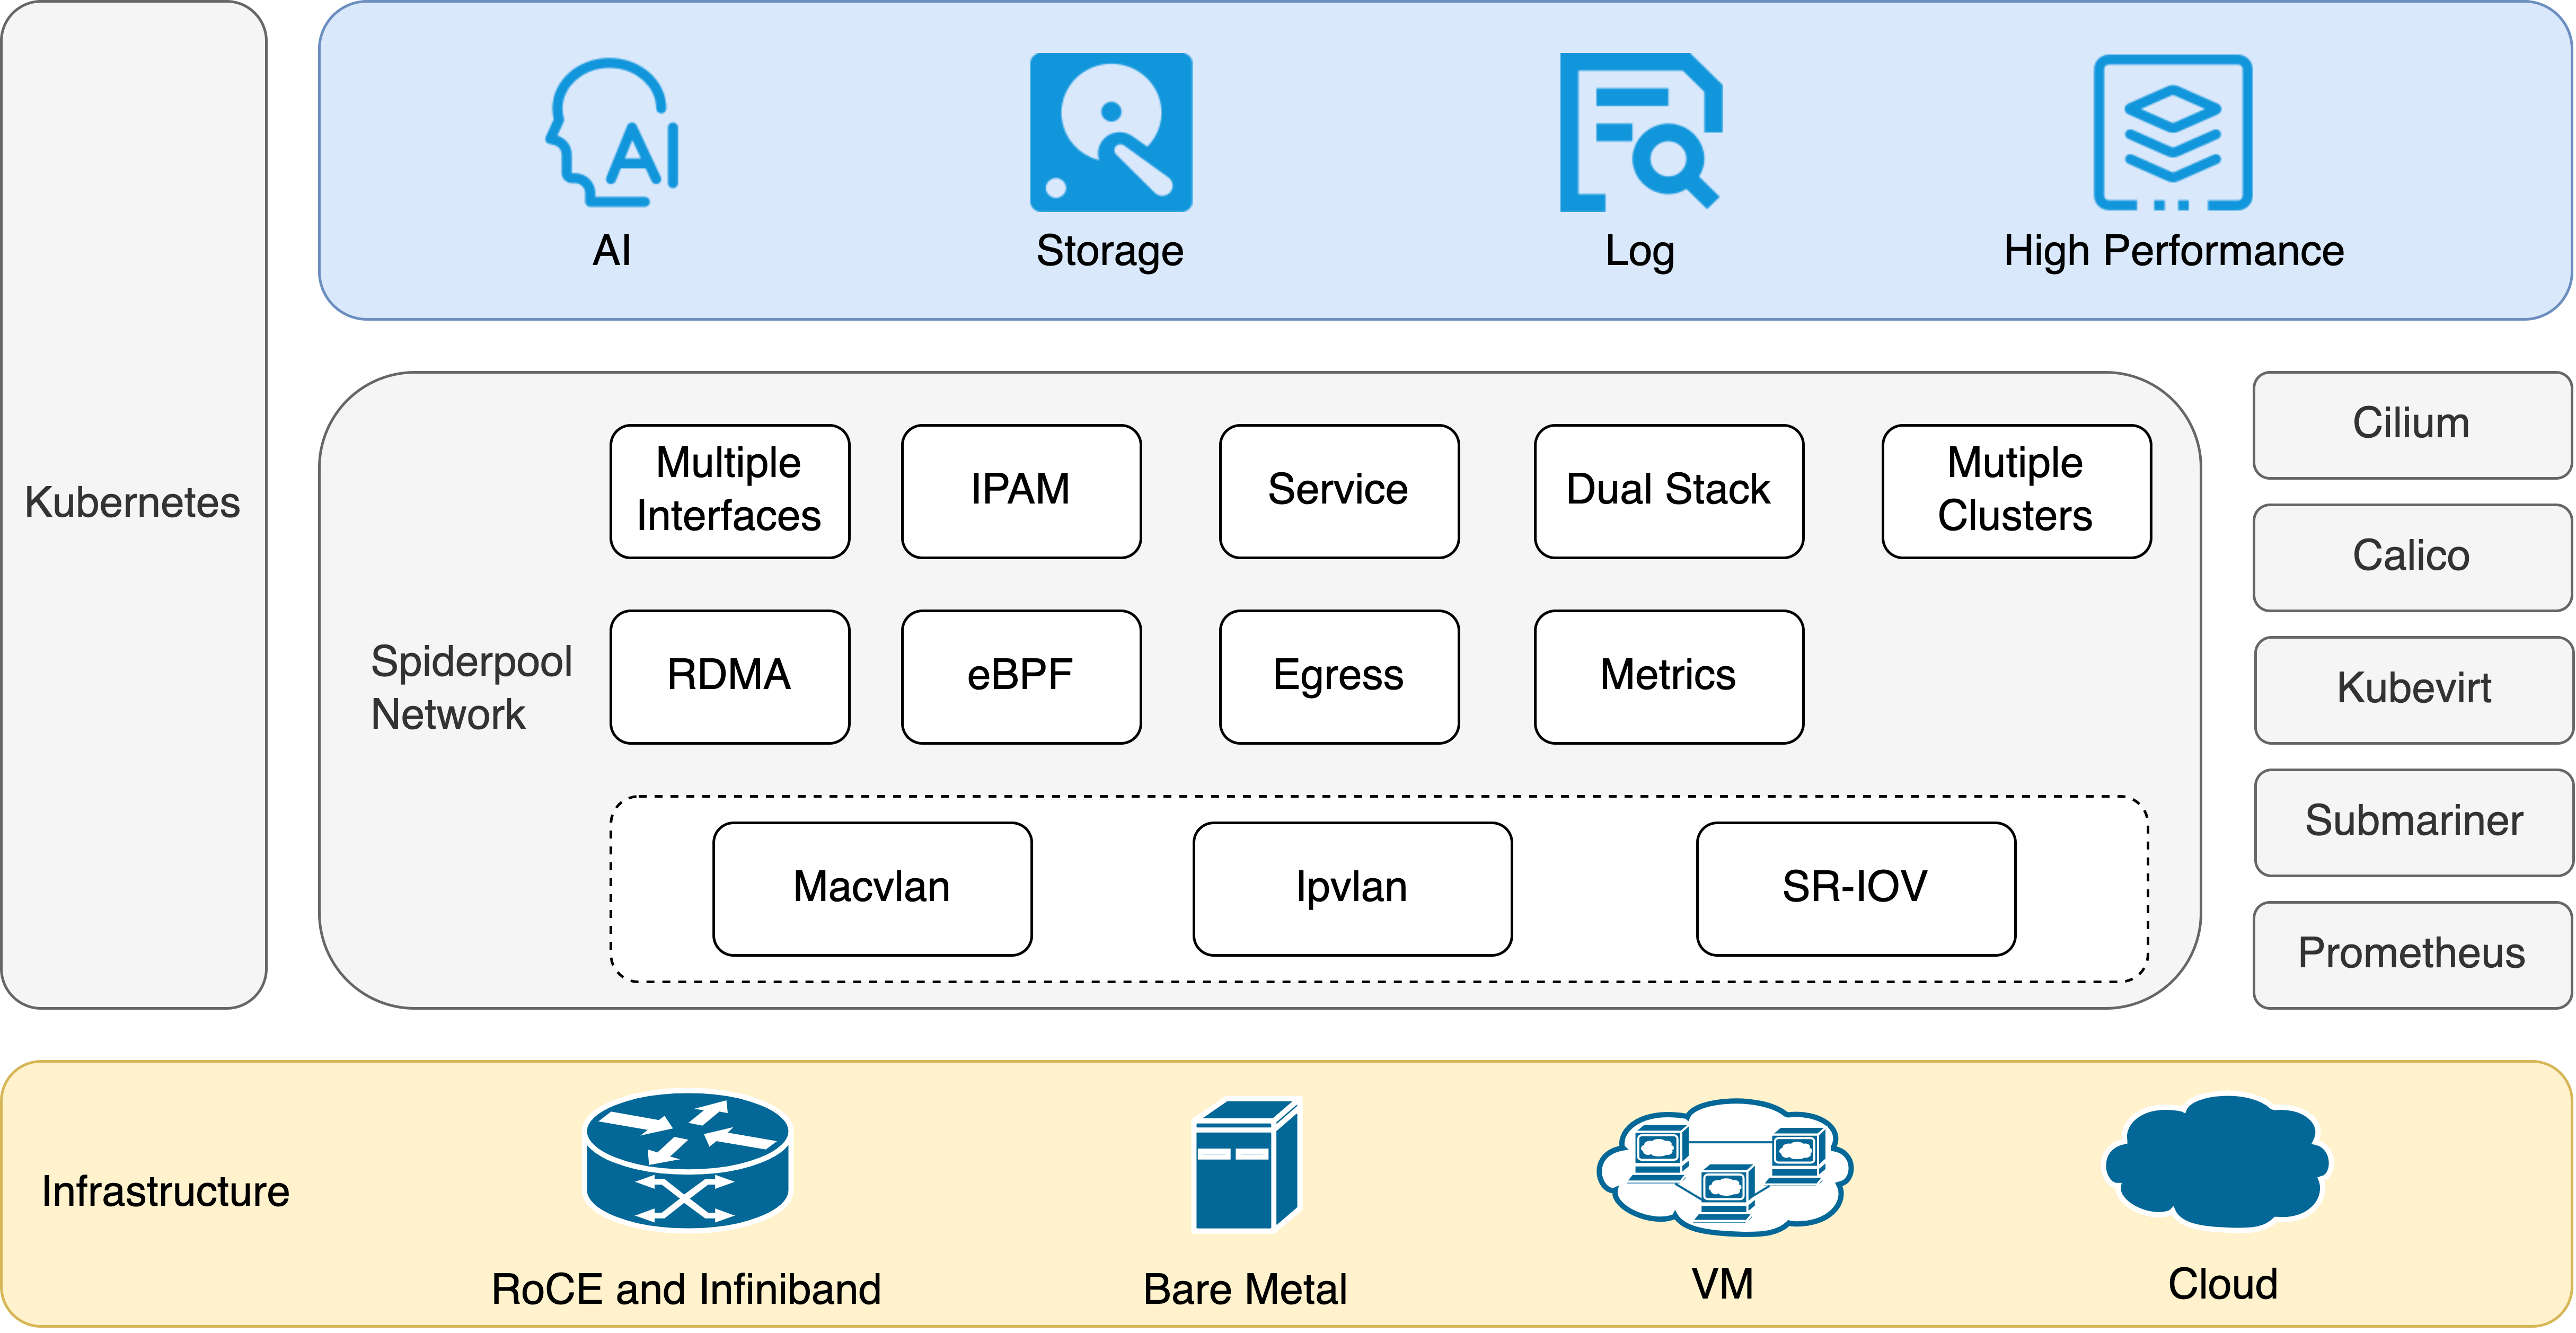 Kubernetes
AI
Storage
Log
High Performance
Spiderpool
Network
Multiple
Interfaces
IPAM
Service
Dual Stack
Mutiple
Clusters
RDMA
eBPF
Egress
Metrics
Macvlan
Ipvlan
SR-IOV
Cilium
Calico
Kubevirt
Submariner
Prometheus
Infrastructure
RoCE and Infiniband
Bare Metal
VM
Cloud